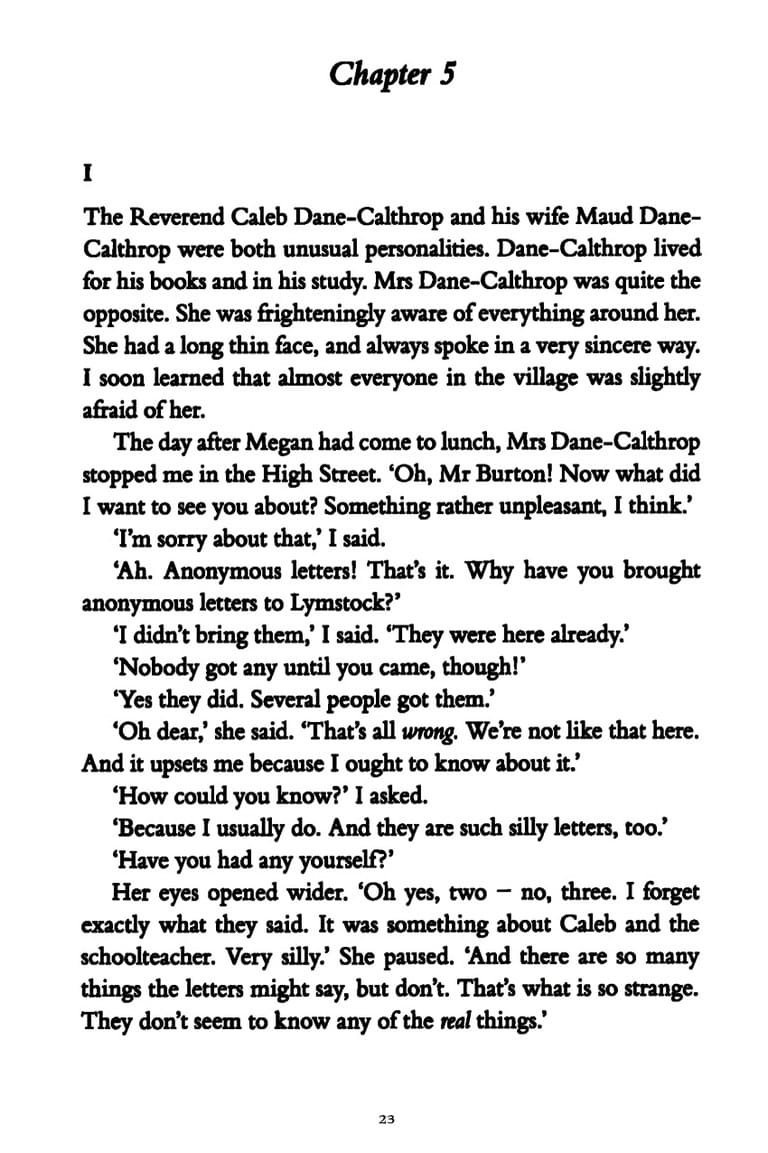 Chapter 5
I
The Reverend Caleb Dane-Calthrop and his wife Maud Dane-
Calthrop were both unusual personalities. Dane-Calthrop lived
for his books and in his study. Mrs Dane-Calthrop was quite the
opposite. She was frighteningly aware of everything around her.
She had a long thin face, and always spoke in a very sincere way.
I soon learned that almost everyone in the village was slightly
afraid of her.
The day after Megan had come to lunch, Mrs Dane-Calthrop
stopped me in the High Street. ‘Oh, Mr Burton! Now what did
I want to see you about? Something rather unpleasant, I think.’
‘I’m sorry about that,’ I said.
‘Ah. Anonymous letters! That’s it. Why have you brought
anonymous letters to Lymstock?’
‘I didn’t bring them,’ I said. ‘They were here already.’
‘Nobody got any until you came, though!’
‘Yes they did. Several people got them.’
‘Oh dear,’ she said. ‘That’s all wrong. We’re not like that here.
And it upsets me because I ought to know about it.’
‘How could you know?’ I asked.
‘Because I usually do. And they are such silly letters, too.’
‘Have you had any yourself?’
Her eyes opened wider. ‘Oh yes, two – no, three. I forget
exactly what they said. It was something about Caleb and the
schoolteacher. Very silly.’ She paused. ‘And there are so many
things the letters might say, but don’t. That’s what is so strange.
They don’t seem to know any of the real things.’
23